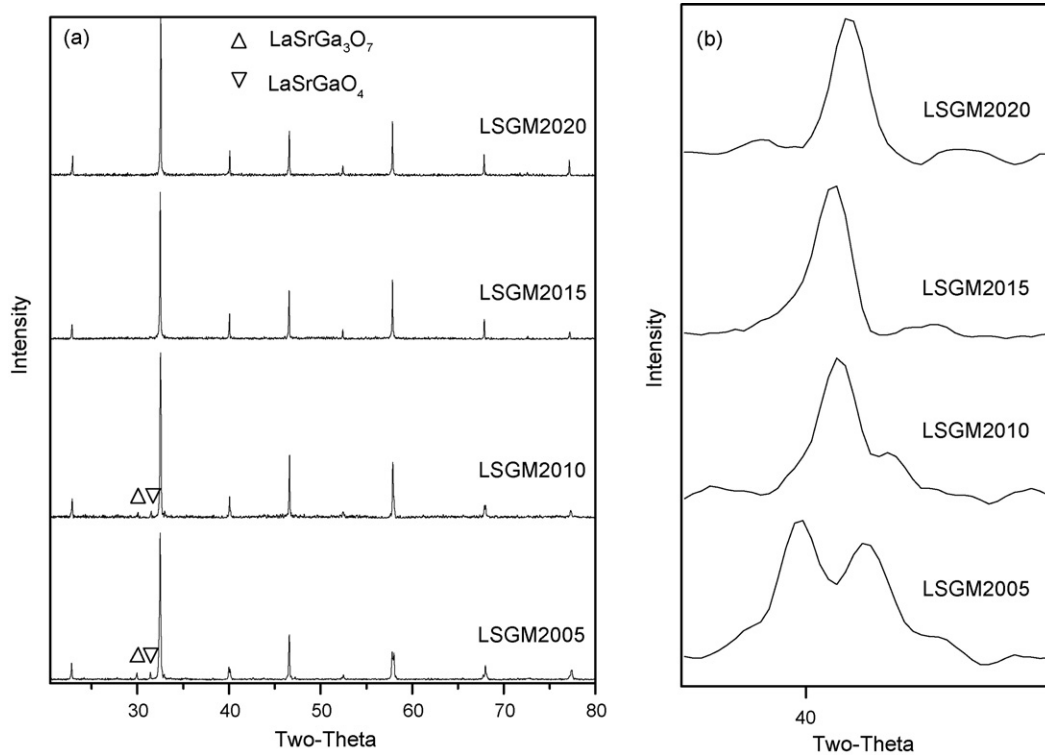 (a)
△ LaSrGa₃O₇
▽ LaSrGaO₄
LSGM2020
LSGM2015
LSGM2010
△ ▽
LSGM2005
△ ▽
Intensity
30 40 50 60 70 80
Two-Theta
(b)
LSGM2020
LSGM2015
LSGM2010
LSGM2005
Intensity
40
Two-Theta